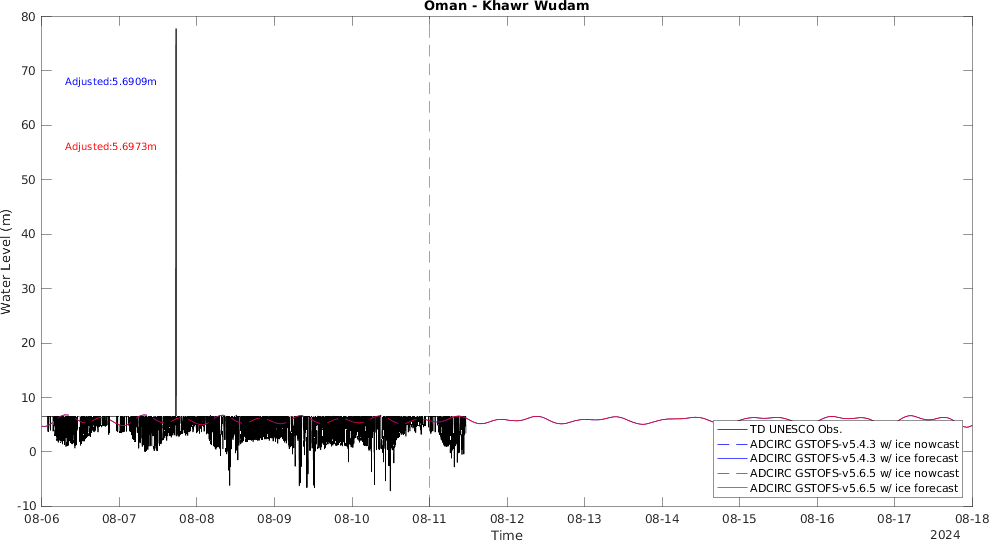 Oman - Khawr Wudam
80
70
60
50
40
30
20
10
0
-10
Water Level (m)
Adjusted:5.6909m
Adjusted:5.6973m
TD UNESCO Obs.
ADCIRC GSTOFS-v5.4.3 w/ ice nowcast
ADCIRC GSTOFS-v5.4.3 w/ ice forecast
ADCIRC GSTOFS-v5.6.5 w/ ice nowcast
ADCIRC GSTOFS-v5.6.5 w/ ice forecast
08-06 08-07 08-08 08-09 08-10 08-11 08-12 08-13 08-14 08-15 08-16 08-17 08-18
Time
2024